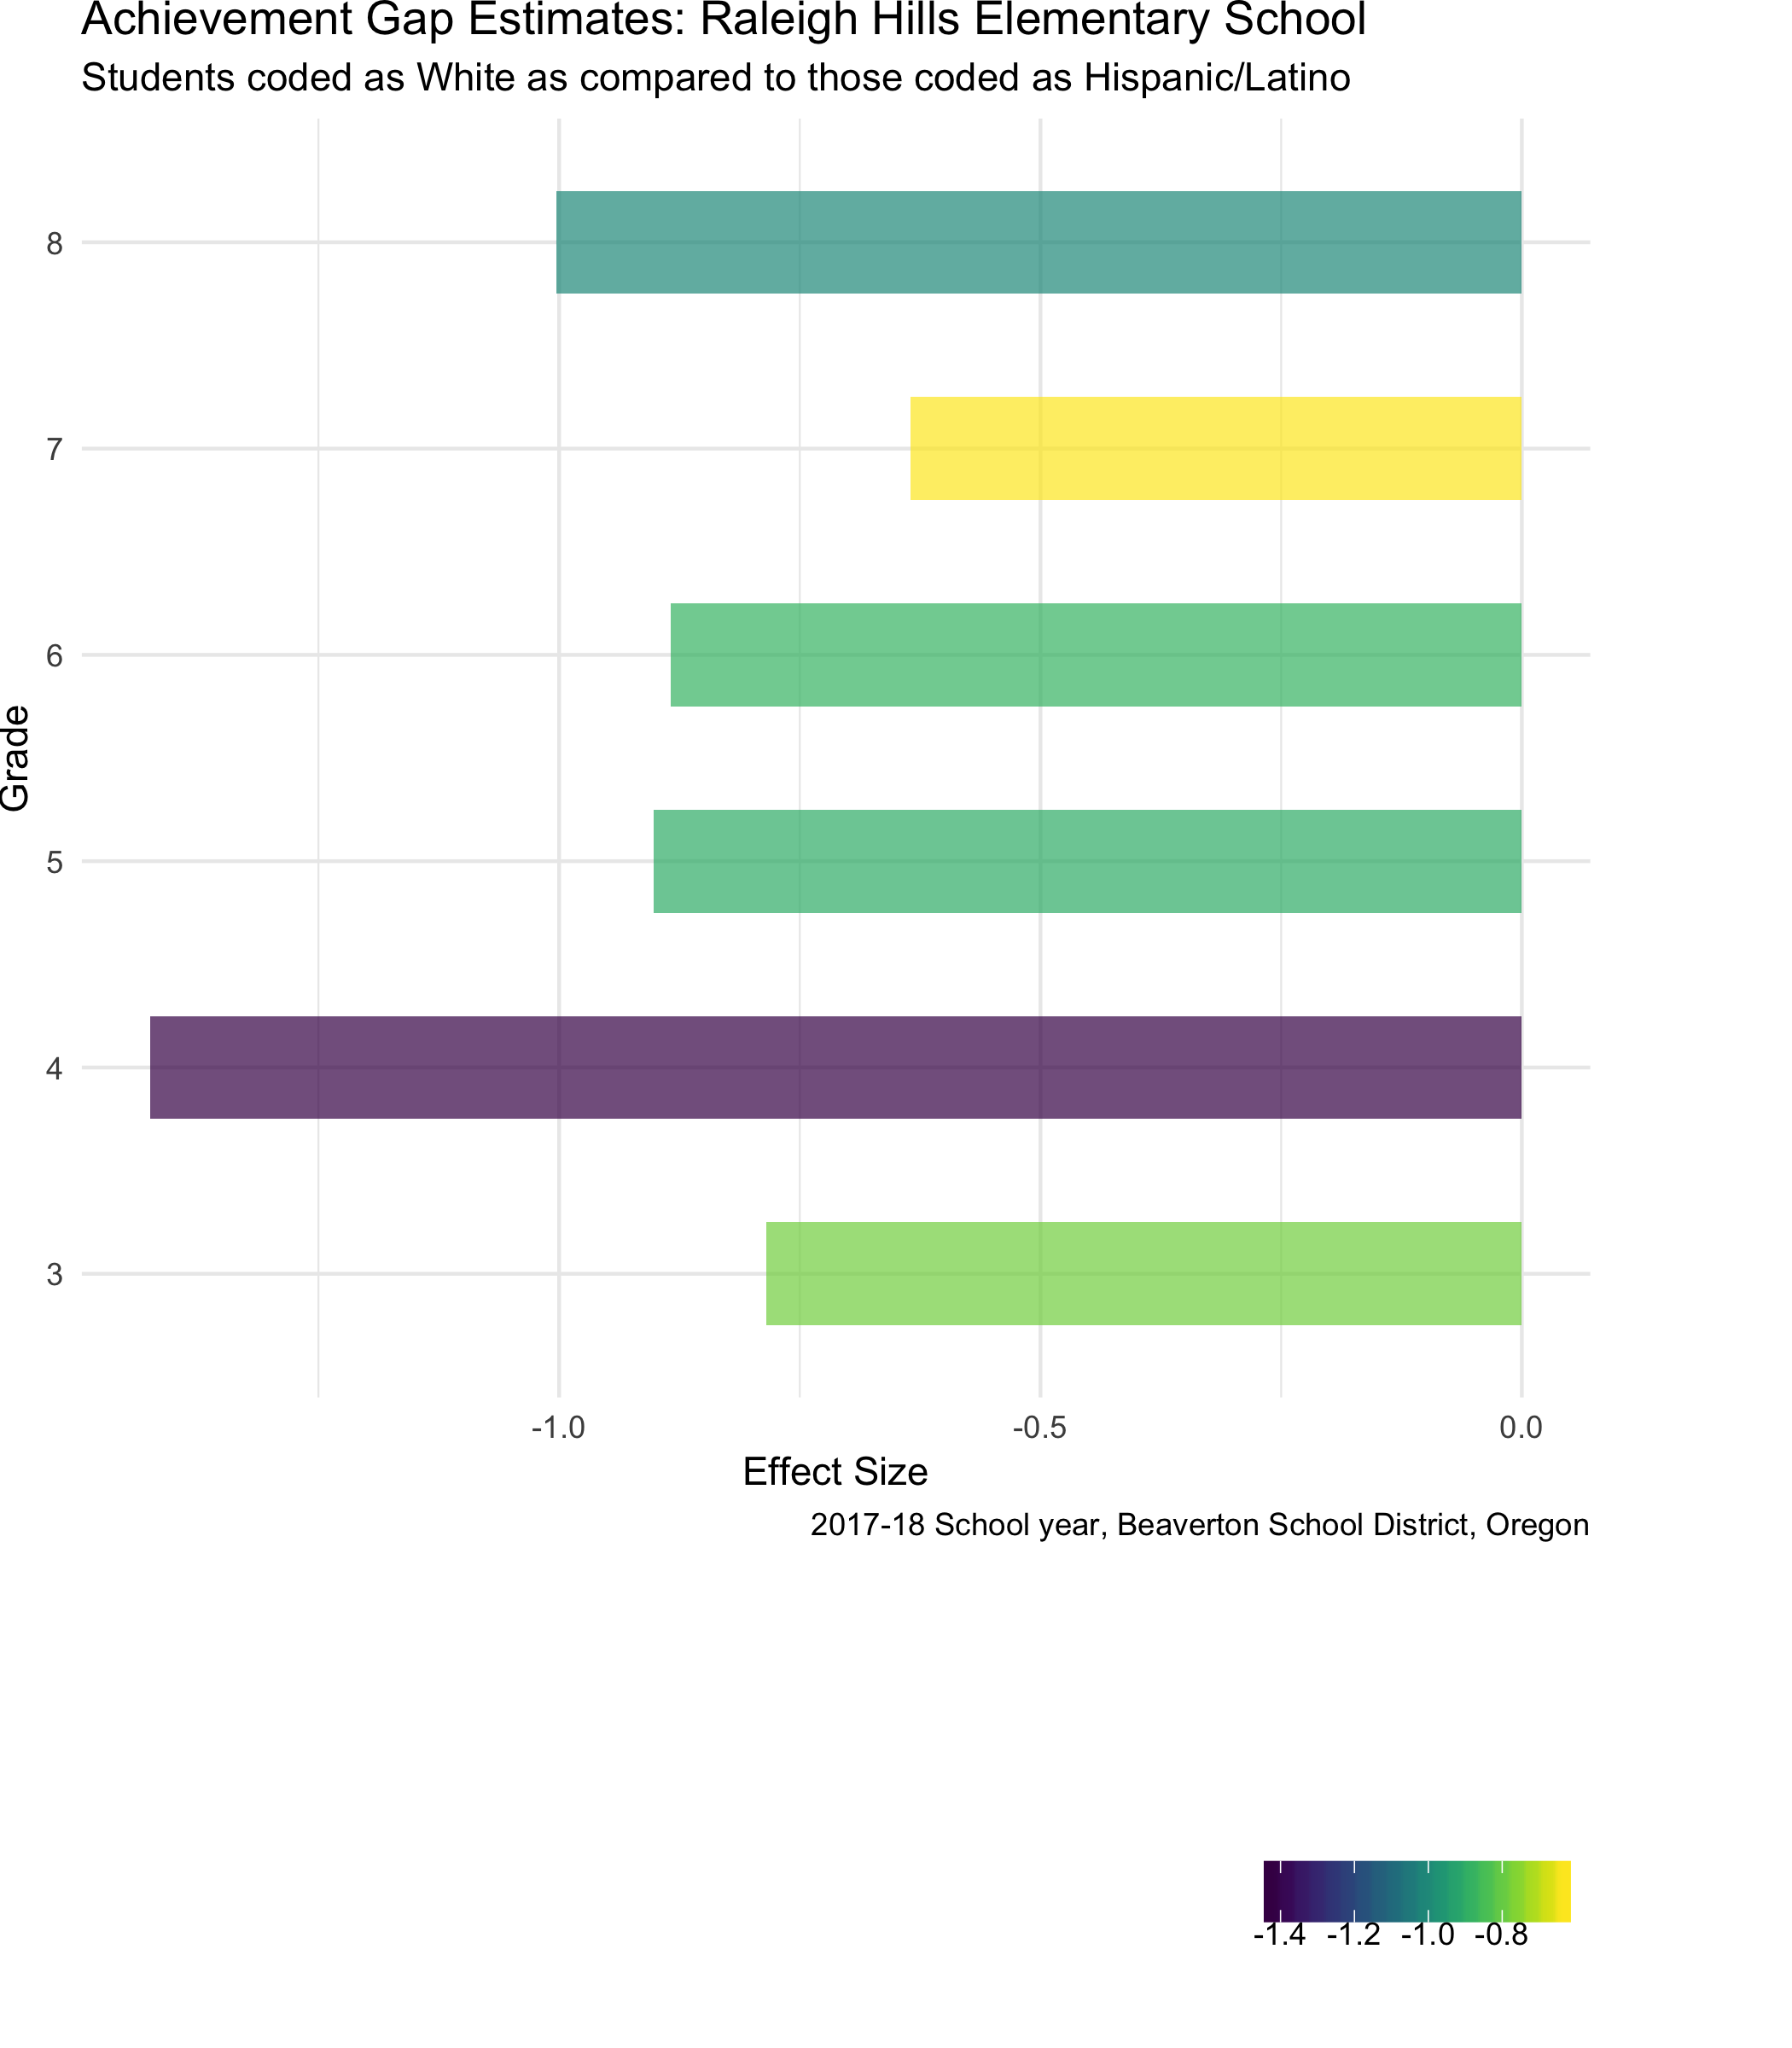 Achievement Gap Estimates: Raleigh Hills Elementary School
Students coded as White as compared to those coded as Hispanic/Latino
8
7
6
5
4
3
Grade
-1.0 -0.5 0.0
Effect Size
2017-18 School year, Beaverton School District, Oregon
-1.4 -1.2 -1.0 -0.8